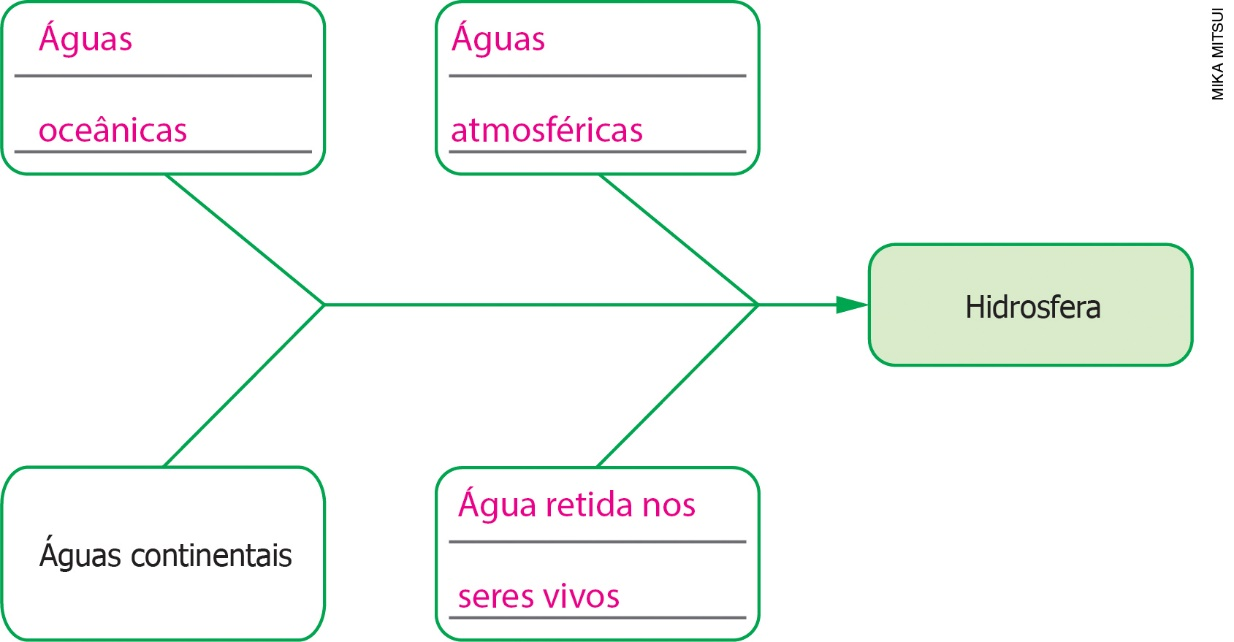 Águas
oceânicas
Águas
atmosféricas
Hidrosfera
Águas continentais
Água retida nos
seres vivos
MIKA MITSUI